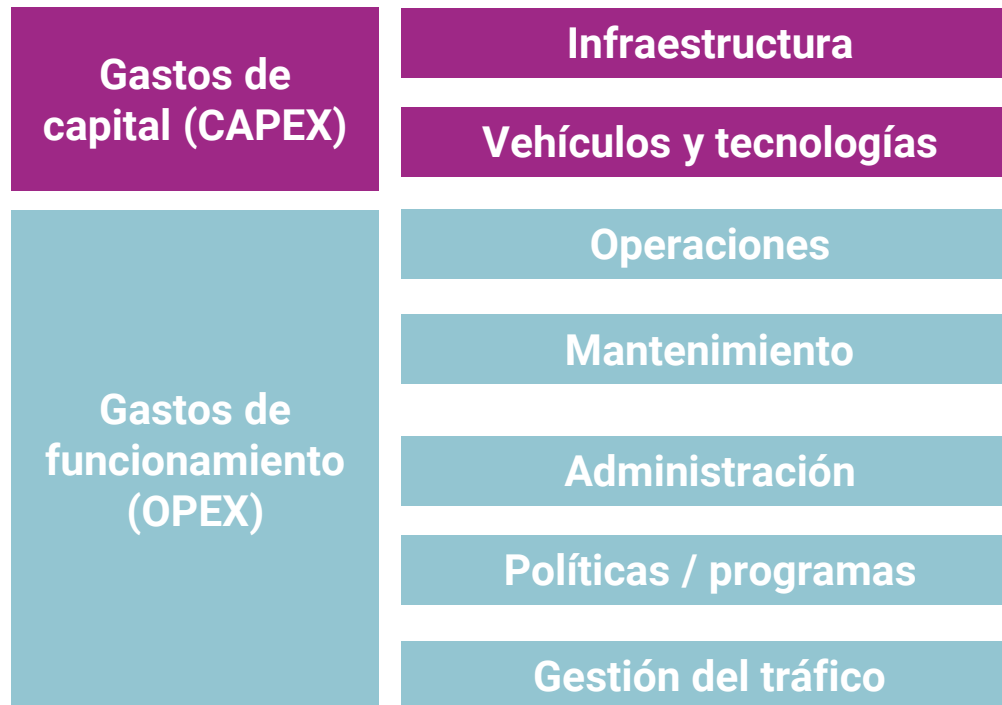 Gastos de
capital (CAPEX)
Infraestructura
Vehículos y tecnologías
Gastos de
funcionamiento
(OPEX)
Operaciones
Mantenimiento
Administración
Políticas / programas
Gestión del tráfico